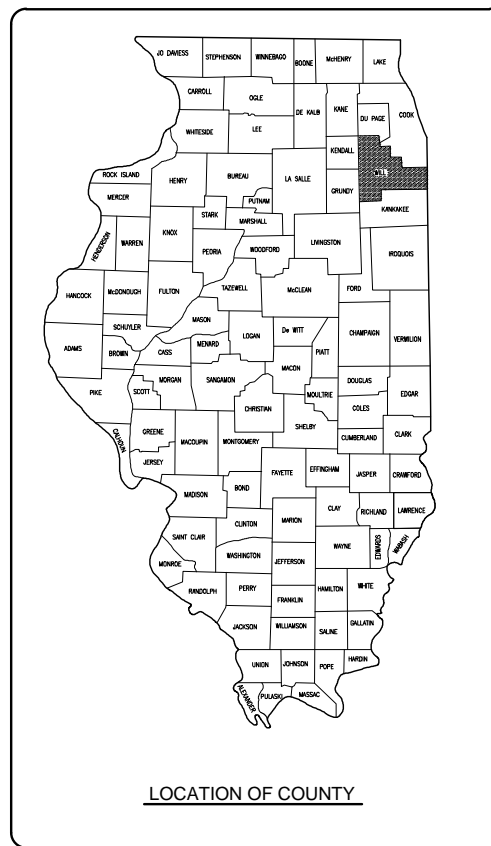 JO DAVIESS
STEPHENSON
WINNEBAGO
BOONE
McHENRY
LAKE
CARROLL
OGLE
DE KALB
KANE
COOK
DU PAGE
WHITESIDE
LEE
KENDALL
WILL
ROCK ISLAND
HENRY
BUREAU
LA SALLE
GRUNDY
MERCER
PUTNAM
KANKAKEE
STARK
MARSHALL
HENDERSON
WARREN
KNOX
PEORIA
WOODFORD
LIVINGSTON
IROQUOIS
HANCOCK
McDONOUGH
FULTON
TAZEWELL
McCLEAN
FORD
MASON
SCHUYLER
LOGAN
De WITT
CHAMPAIGN
VERMILION
ADAMS
BROWN
CASS
MENARD
PIATT
MACON
PIKE
SCOTT
MORGAN
SANGAMON
MOULTRIE
DOUGLAS
EDGAR
CHRISTIAN
COLES
CALHOUN
GREENE
MACOUPIN
MONTGOMERY
SHELBY
CUMBERLAND
CLARK
JERSEY
FAYETTE
EFFINGHAM
JASPER
CRAWFORD
MADISON
BOND
CLAY
RICHLAND
LAWRENCE
CLINTON
MARION
SAINT CLAIR
WAYNE
EDWARDS
WABASH
WASHINGTON
JEFFERSON
MONROE
RANDOLPH
PERRY
HAMILTON
WHITE
FRANKLIN
JACKSON
WILLIAMSON
SALINE
GALLATIN
UNION
JOHNSON
POPE
HARDIN
ALEXANDER
PULASKI
MASSAC
LOCATION OF COUNTY